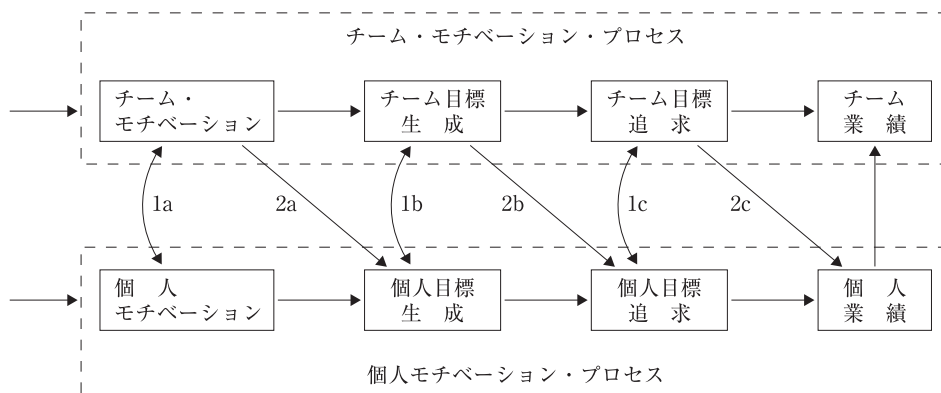 チーム・モチベーション・プロセス
チーム・
モチベーション
チーム目標
生　成
チーム目標
追　求
チーム
業　績
1a
2a
1b
2b
1c
2c
個　人
モチベーション
個人目標
生　成
個人目標
追　求
個　人
業　績
個人モチベーション・プロセス